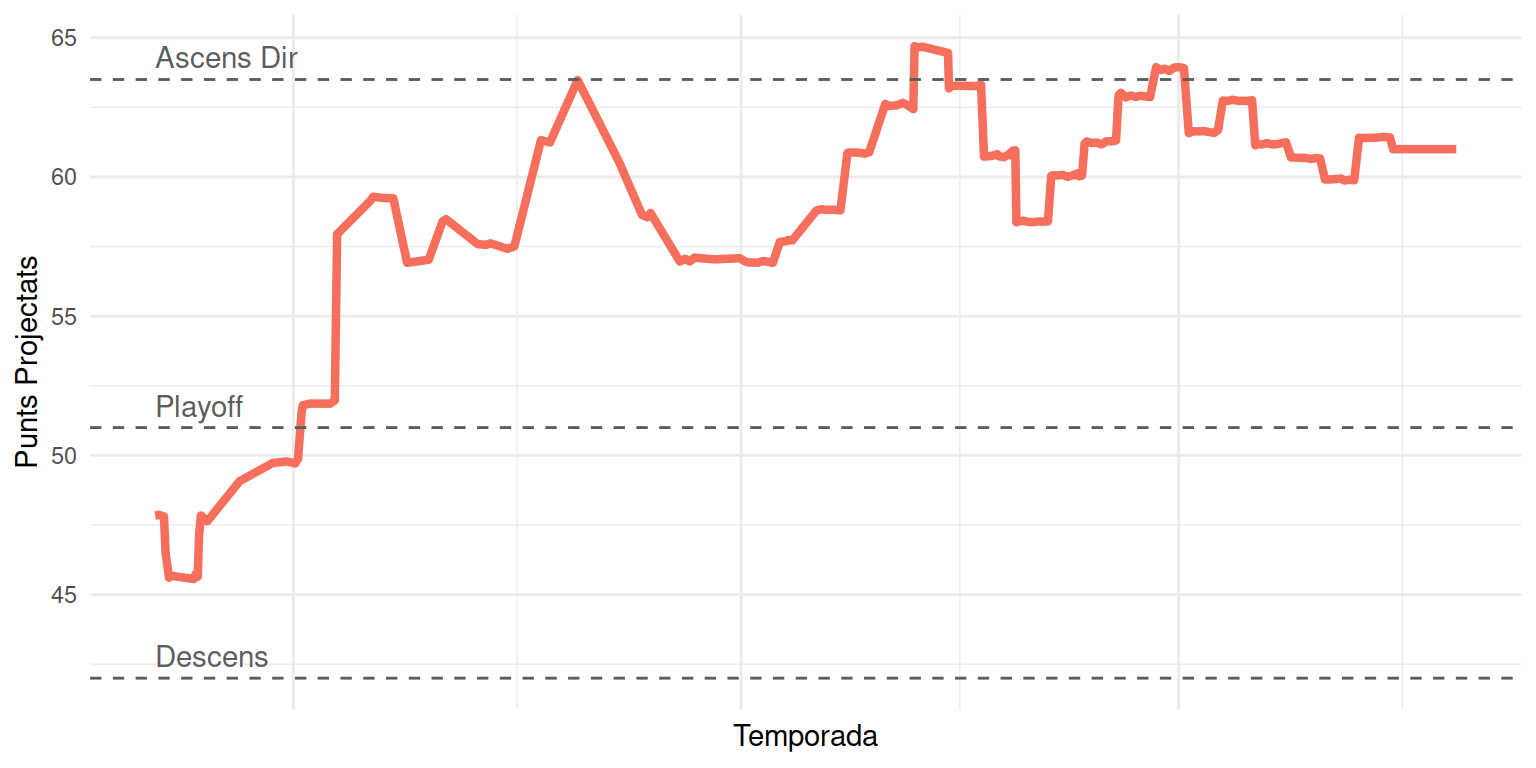 65
Ascens Dir
60
55
Playoff
50
45
Descens
Punts Projectats
Temporada